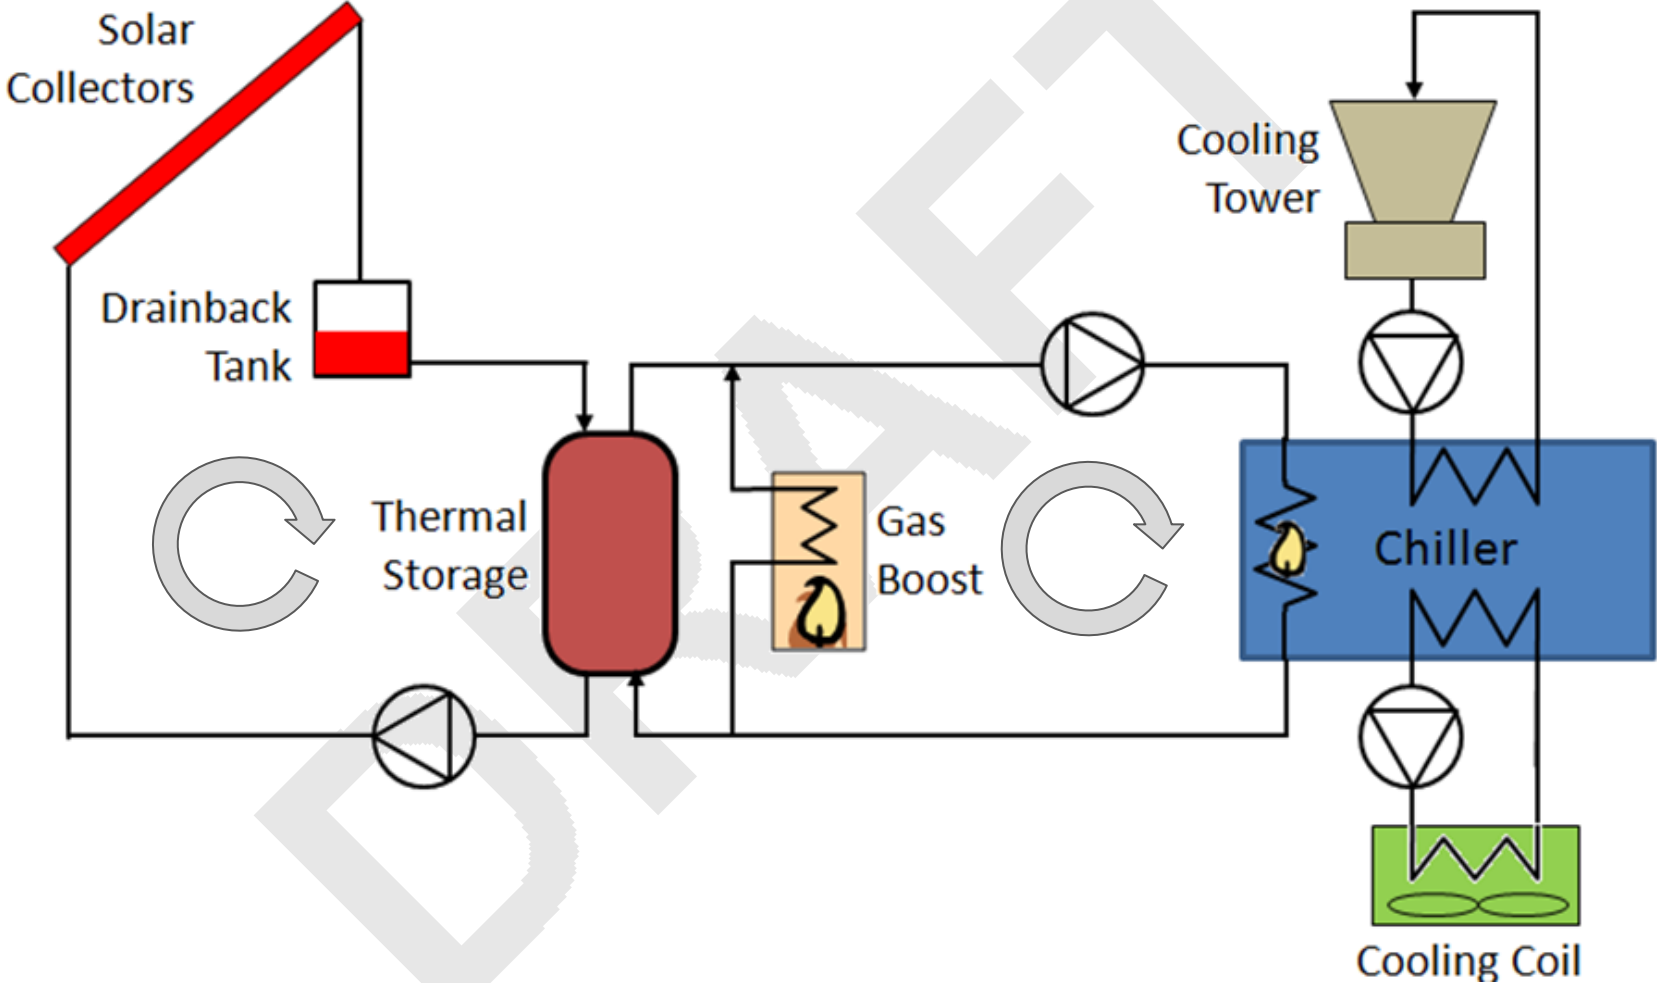 Solar
Collectors
Cooling
Tower
Drainback
Tank
Thermal
Storage
Gas
Boost
Chiller
Cooling Coil
DRAFT